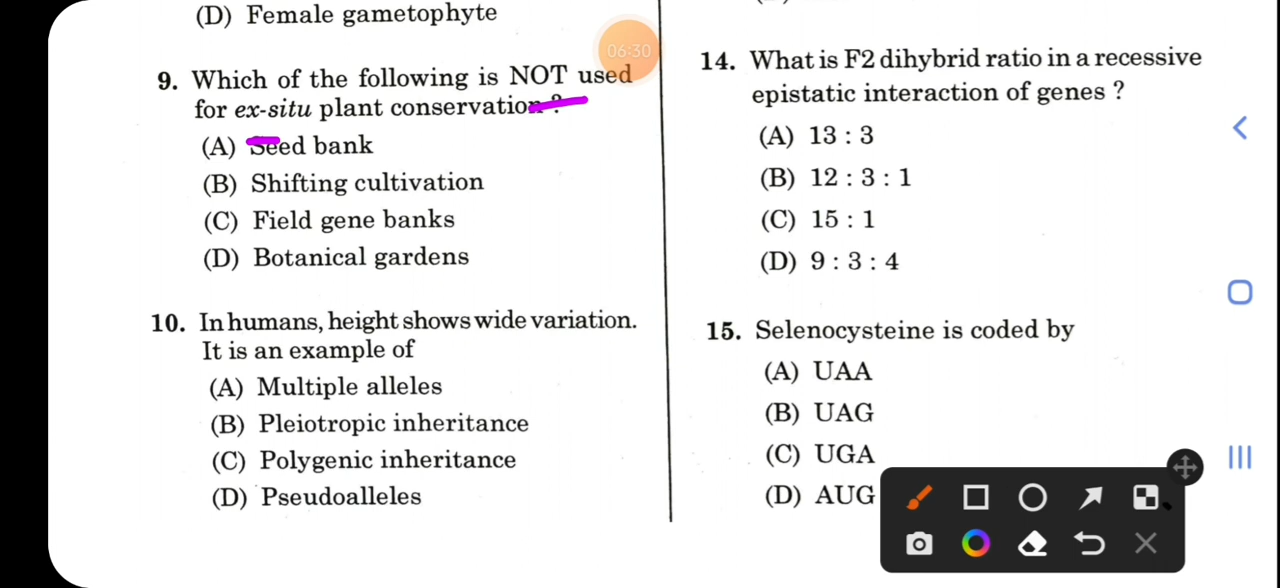 (D) Female gametophyte
9. Which of the following is NOT used
for ex-situ plant conservation ?
(A) Seed bank
(B) Shifting cultivation
(C) Field gene banks
(D) Botanical gardens
10. In humans, height shows wide variation.
It is an example of
(A) Multiple alleles
(B) Pleiotropic inheritance
(C) Polygenic inheritance
(D) Pseudoalleles
06:30
14. What is F2 dihybrid ratio in a recessive
epistatic interaction of genes ?
(A) 13 : 3
(B) 12 : 3 : 1
(C) 15 : 1
(D) 9 : 3 : 4
15. Selenocysteine is coded by
(A) UAA
(B) UAG
(C) UGA
(D) AUG